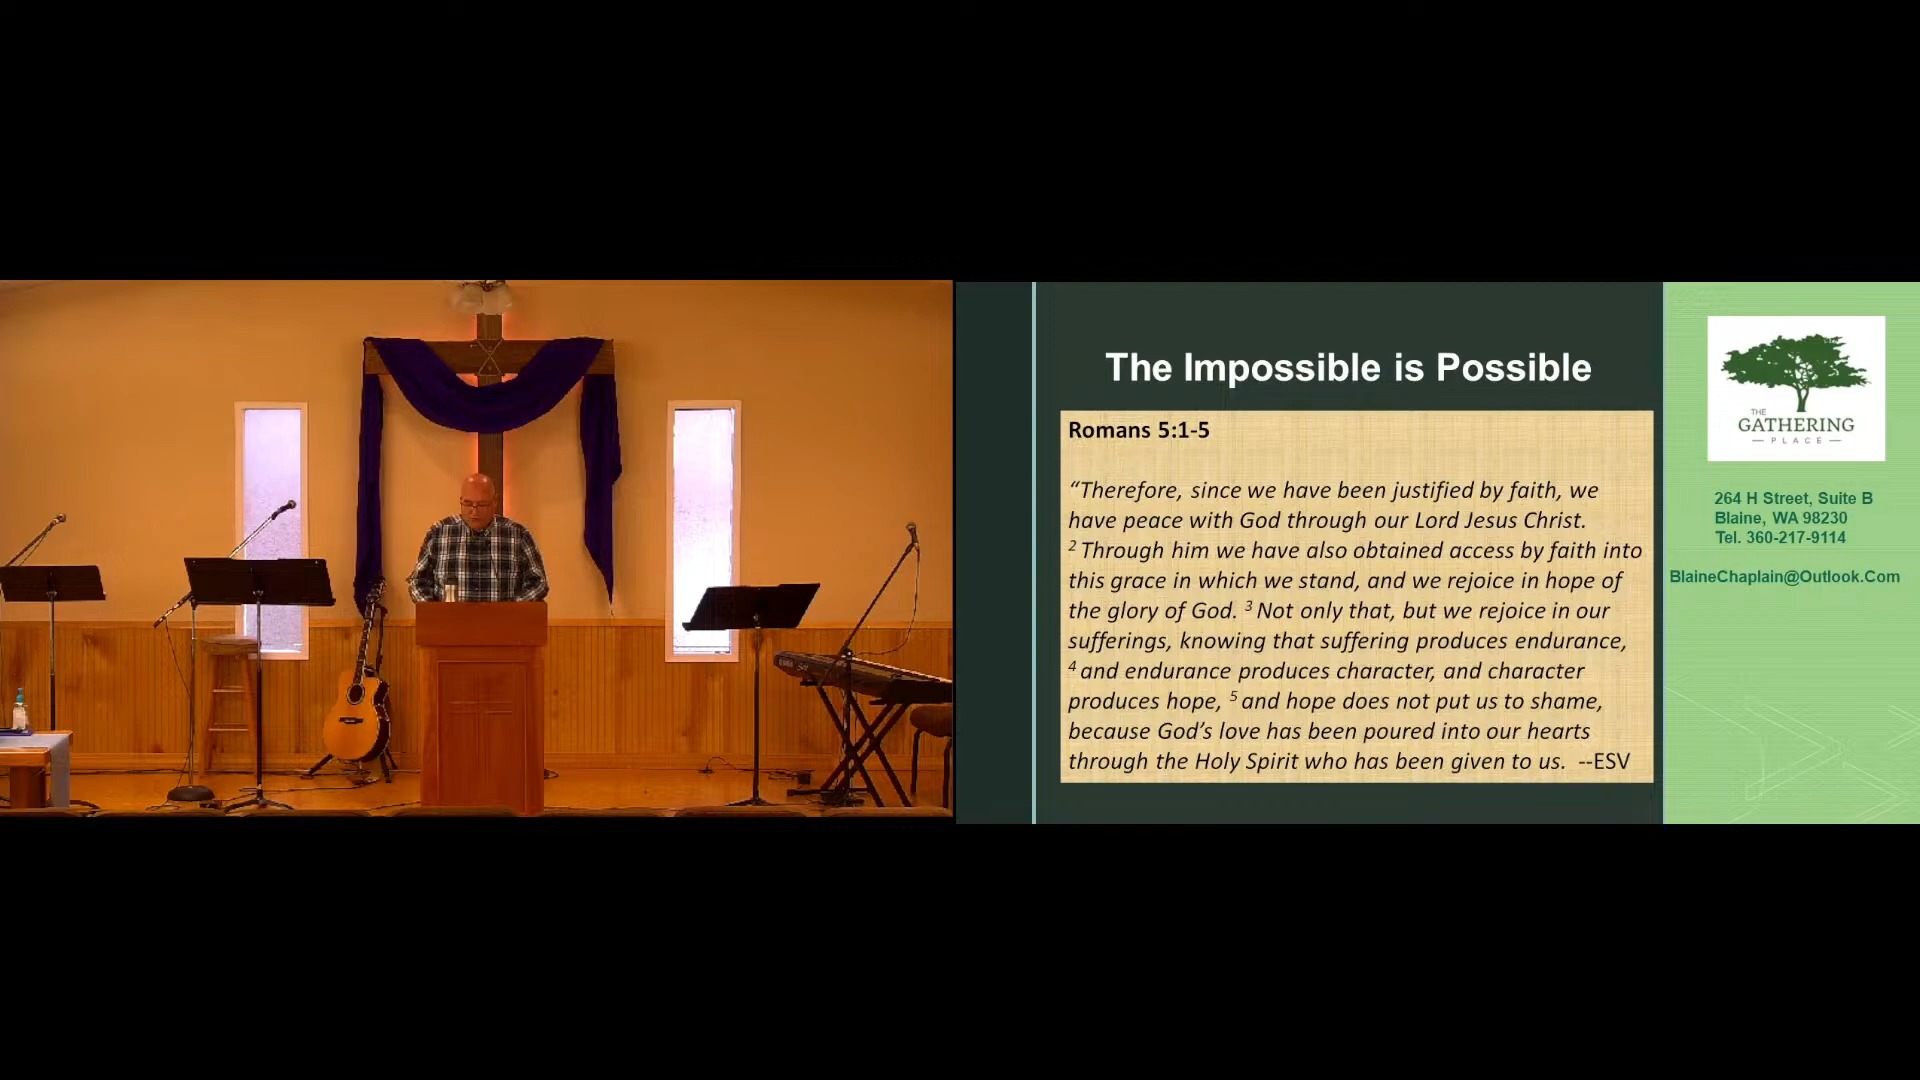 The Impossible is Possible
Romans 5:1-5
“Therefore, since we have been justified by faith, we
have peace with God through our Lord Jesus Christ.
2 Through him we have also obtained access by faith into
this grace in which we stand, and we rejoice in hope of
the glory of God. 3 Not only that, but we rejoice in our
sufferings, knowing that suffering produces endurance,
4 and endurance produces character, and character
produces hope, 5 and hope does not put us to shame,
because God’s love has been poured into our hearts
through the Holy Spirit who has been given to us.  --ESV
THE
GATHERING
— PLACE —
264 H Street, Suite B
Blaine, WA 98230
Tel. 360-217-9114
BlaineChaplain@Outlook.Com